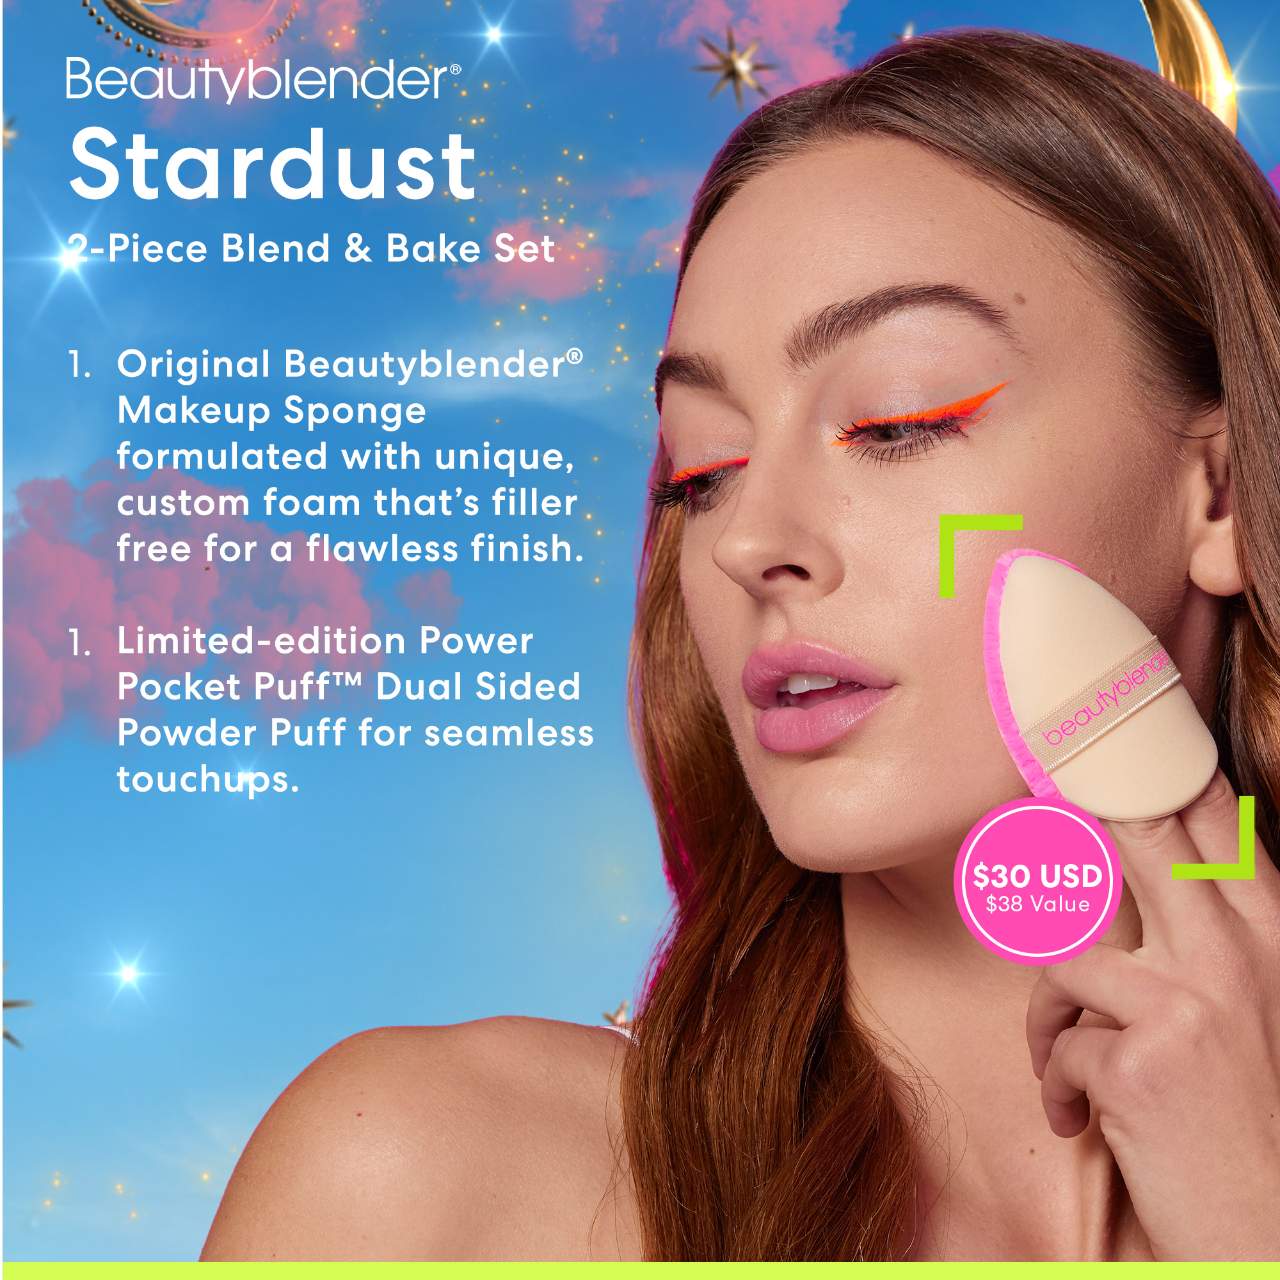 Beautyblender®
Stardust
2-Piece Blend & Bake Set
1. Original Beautyblender®
Makeup Sponge
formulated with unique,
custom foam that's filler
free for a flawless finish.
1. Limited-edition Power
Pocket Puff™ Dual Sided
Powder Puff for seamless
touchups.
beautyblender
$30 USD
$38 Value